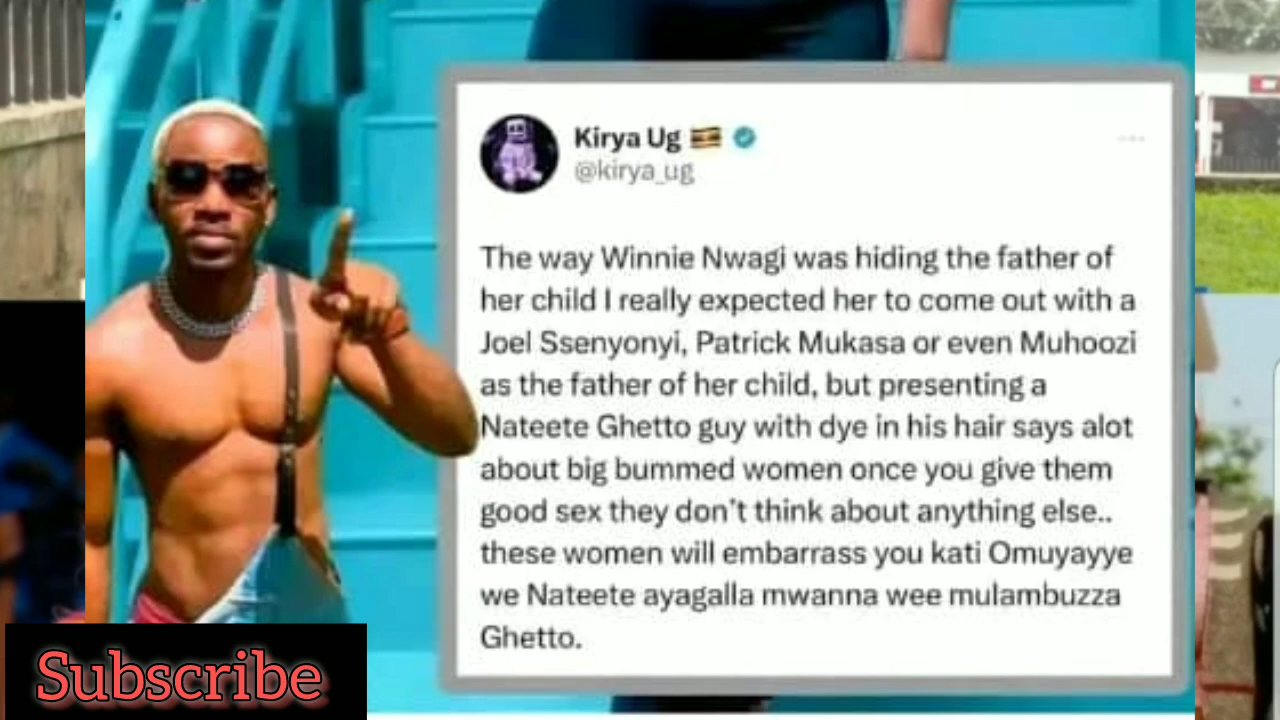 Kirya Ug
@kirya_ug
The way Winnie Nwagi was hiding the father of
her child I really expected her to come out with a
Joel Ssenyonyi, Patrick Mukasa or even Muhoozi
as the father of her child, but presenting a
Nateete Ghetto guy with dye in his hair says alot
about big bummed women once you give them
good sex they don't think about anything else..
these women will embarrass you kati Omuyayye
we Nateete ayagalla mwanna wee mulambuzza
Ghetto.
Subscribe